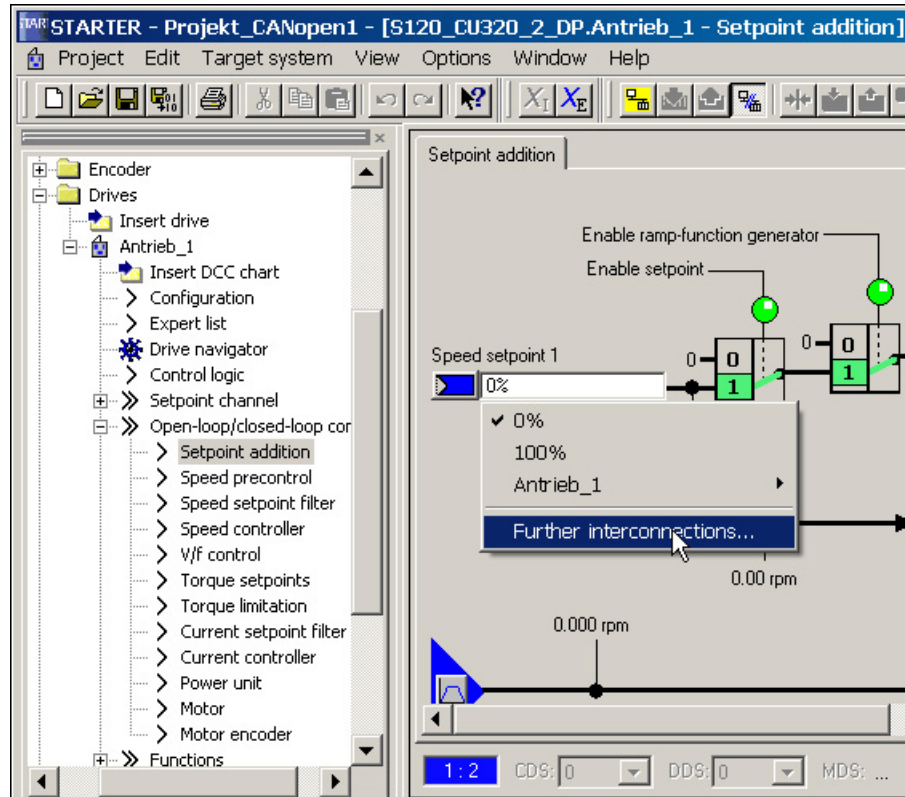 STARTER - Projekt_CANopen1 - [S120_CU320_2_DP.Antrieb_1 - Setpoint addition]
Project Edit Target system View Options Window Help
Encoder
Drives
Insert drive
Antrieb_1
Insert DCC chart
Configuration
Expert list
Drive navigator
Control logic
Setpoint channel
Open-loop/closed-loop cor
Setpoint addition
Speed precontrol
Speed setpoint filter
Speed controller
V/f control
Torque setpoints
Torque limitation
Current setpoint filter
Current controller
Power unit
Motor
Motor encoder
Functions
Setpoint addition
Enable ramp-function generator
Enable setpoint
Speed setpoint 1
0 0
1
0 0
1
0%
0%
100%
Antrieb_1
Further interconnections...
0.00 rpm
0.000 rpm
1 : 2 CDS: 0 DDS: 0 MDS: ...